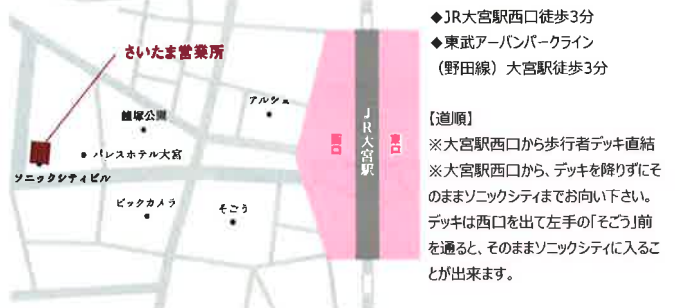 さいたま営業所
アルシェ
鐘塚公園
パレスホテル大宮
ソニックシティビル
ビックカメラ
そごう
西口
JR大宮駅
東口
◆JR大宮駅西口徒歩3分
◆東武アーバンパークライン
（野田線）大宮駅徒歩3分
【道順】
※大宮駅西口から歩行者デッキ直結
※大宮駅西口から、デッキを降りずにそ
のままソニックシティまでお向い下さい。
デッキは西口を出て左手の「そごう」前
を通ると、そのままソニックシティに入るこ
とが出来ます。